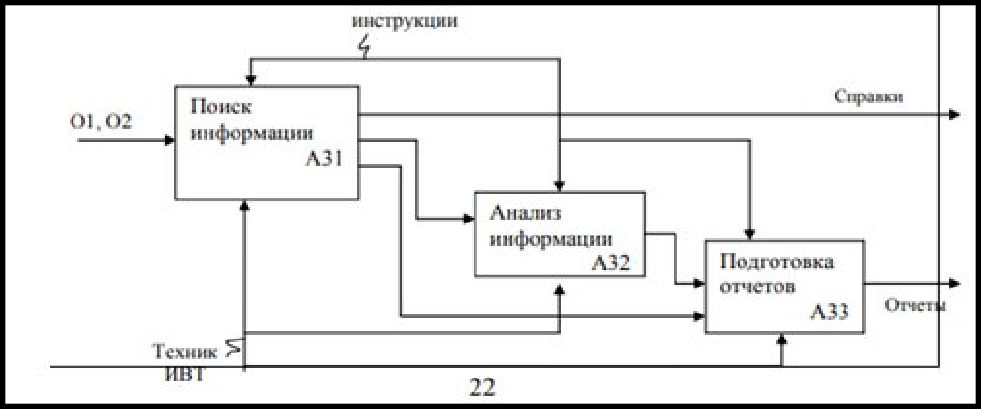 инструкции
Справки
Поиск
информации
А31
О1, О2
Анализ
информации
А32
Подготовка
отчетов
А33
Отчеты
Техник
ИВТ
22